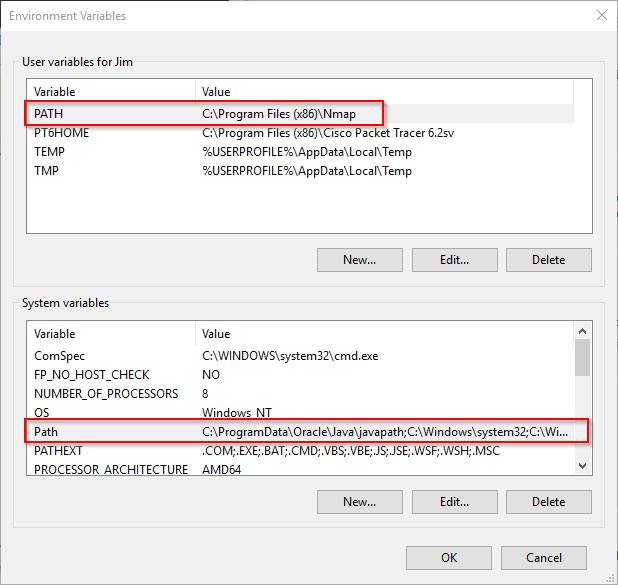 Environment Variables
User variables for Jim
Variable Value
PATH C:\Program Files (x86)\Nmap
PT6HOME C:\Program Files (x86)\Cisco Packet Tracer 6.2sv
TEMP %USERPROFILE%\AppData\Local\Temp
TMP %USERPROFILE%\AppData\Local\Temp
New... Edit... Delete
System variables
Variable Value
ComSpec C:\WINDOWS\system32\cmd.exe
FP_NO_HOST_CHECK NO
NUMBER_OF_PROCESSORS 8
OS Windows_NT
Path C:\ProgramData\Oracle\Java\javapath;C:\Windows\system32;C:\Wi...
PATHEXT .COM;.EXE;.BAT;.CMD;.VBS;.VBE;.JS;.JSE;.WSF;.WSH;.MSC
PROCESSOR_ARCHITECTURE AMD64
New... Edit... Delete
OK Cancel